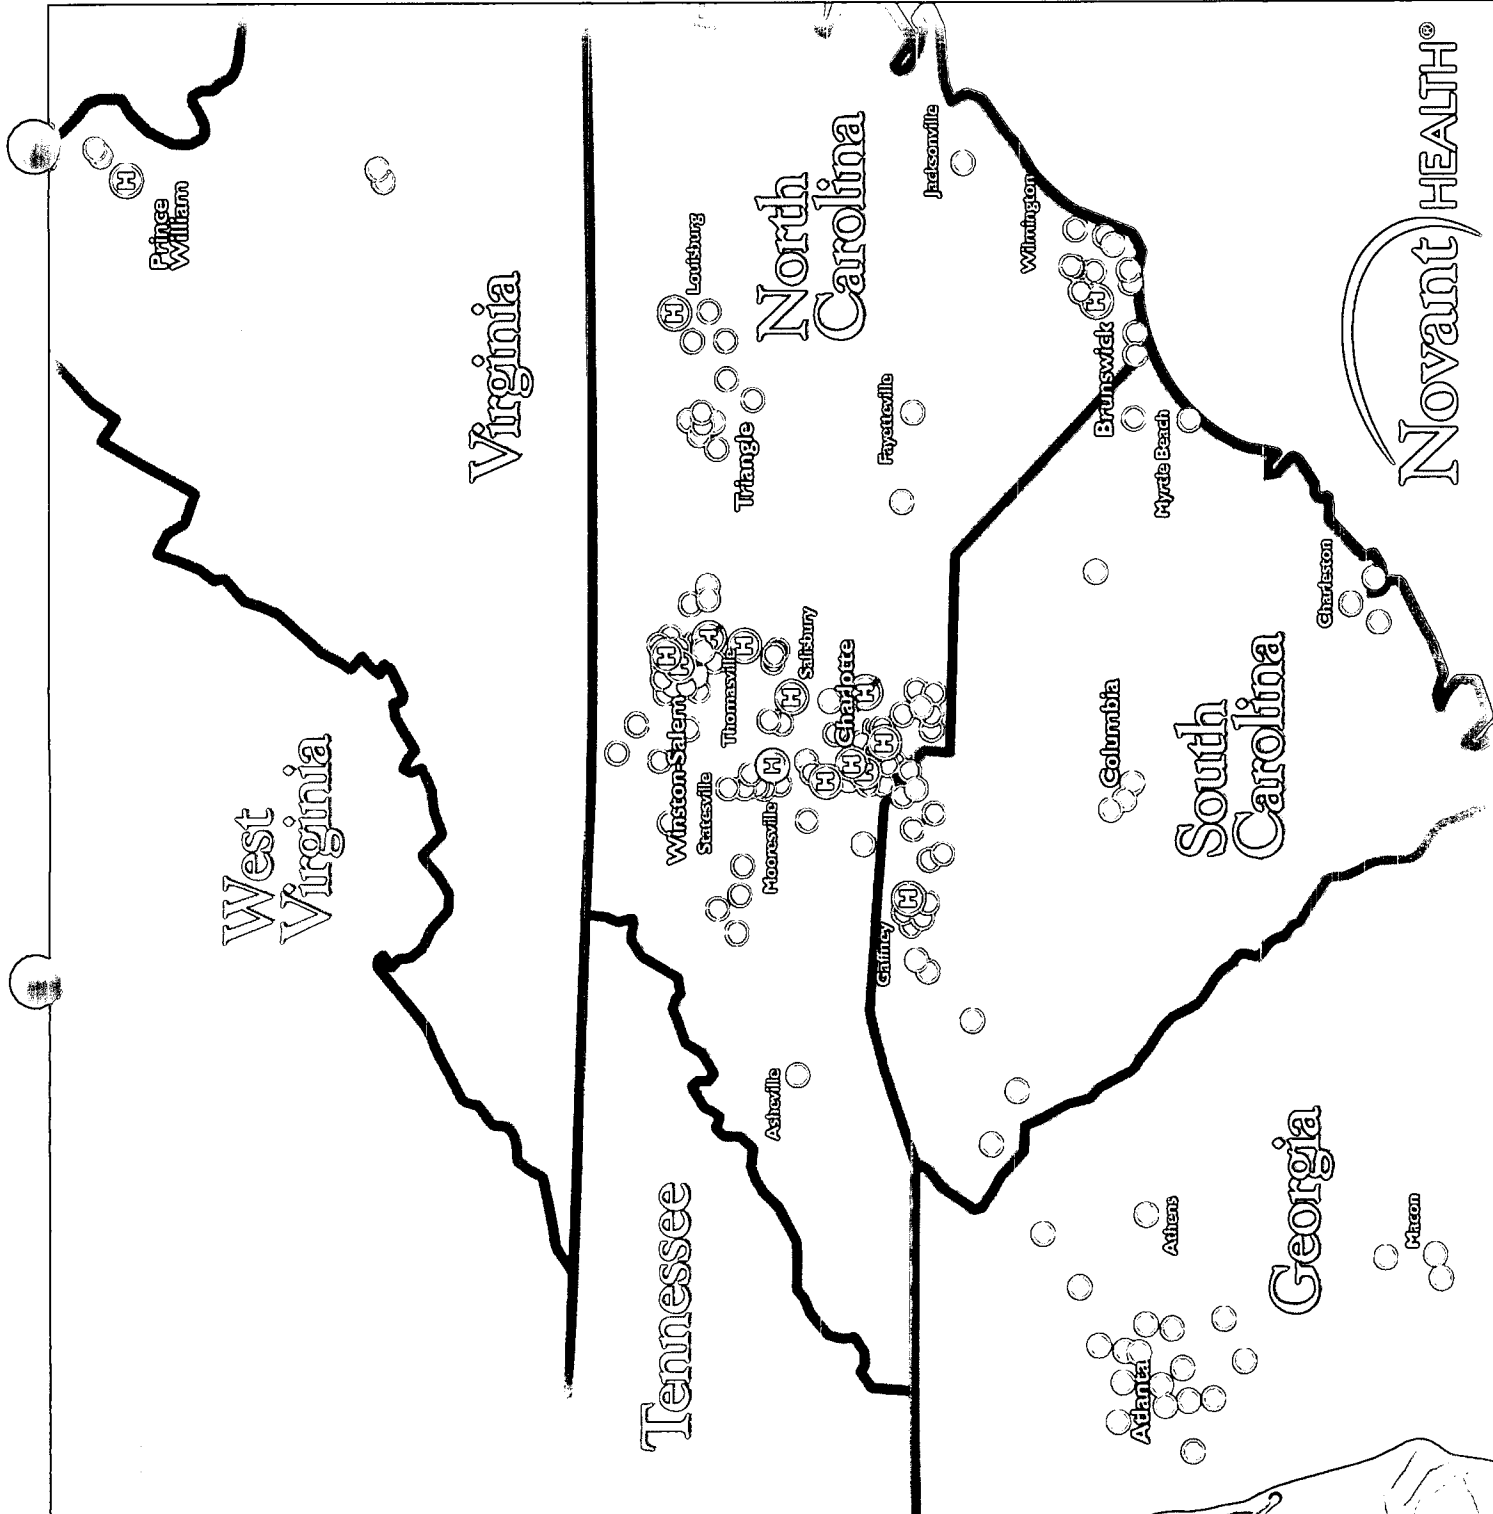 West
Virginia
Virginia
Prince
William
H
Tennessee
North
Carolina
Louisburg
H
Triangle
Winston-Salem
H
H
Thomasville
H
H
Statesville
Salisbury
H
Mooresville
H
Charlotte
H
H
H
H
H
Asheville
Fayetteville
Jacksonville
Wilmington
Brunswick
H
Gaffney
H
Myrtle Beach
Columbia
South
Carolina
Charleston
Georgia
Athens
Atlanta
Macon
Novant HEALTH®